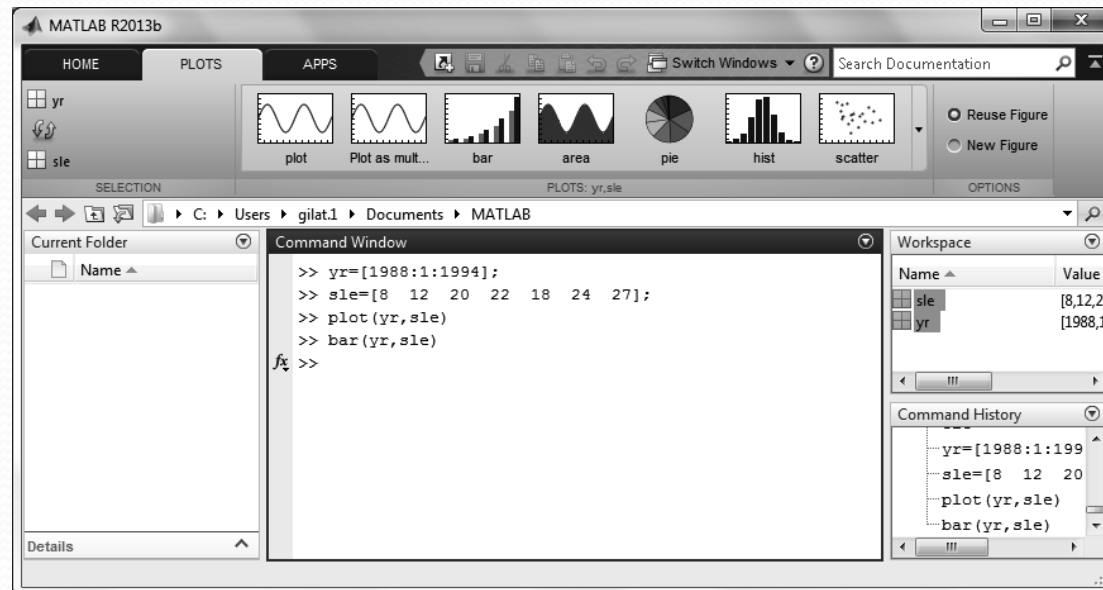 MATLAB R2013b
HOME PLOTS APPS Switch Windows Search Documentation
yr
sle
plot Plot as mult... bar area pie hist scatter
Reuse Figure
New Figure
SELECTION PLOTS: yr,sle OPTIONS
C: Users gilat.1 Documents MATLAB
Current Folder
Name
Details
Command Window
>> yr=[1988:1:1994];
>> sle=[8 12 20 22 18 24 27];
>> plot(yr,sle)
>> bar(yr,sle)
fx >>
Workspace
Name Value
sle [8,12,2
yr [1988,1
Command History
yr=[1988:1:199
sle=[8 12 20
plot(yr,sle)
bar(yr,sle)